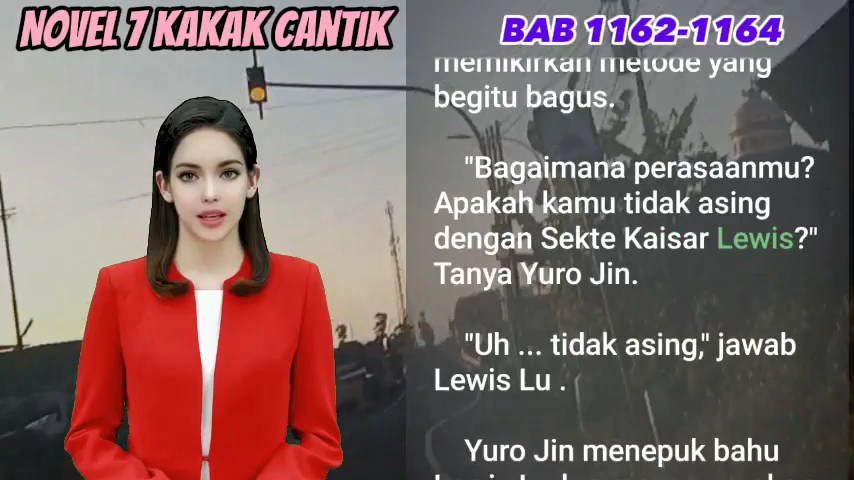 NOVEL 7 KAKAK CANTIK
BAB 1162-1164
memikirkan metode yang
begitu bagus.
"Bagaimana perasaanmu?
Apakah kamu tidak asing
dengan Sekte Kaisar Lewis?"
Tanya Yuro Jin.
"Uh ... tidak asing," jawab
Lewis Lu .
Yuro Jin menepuk bahu